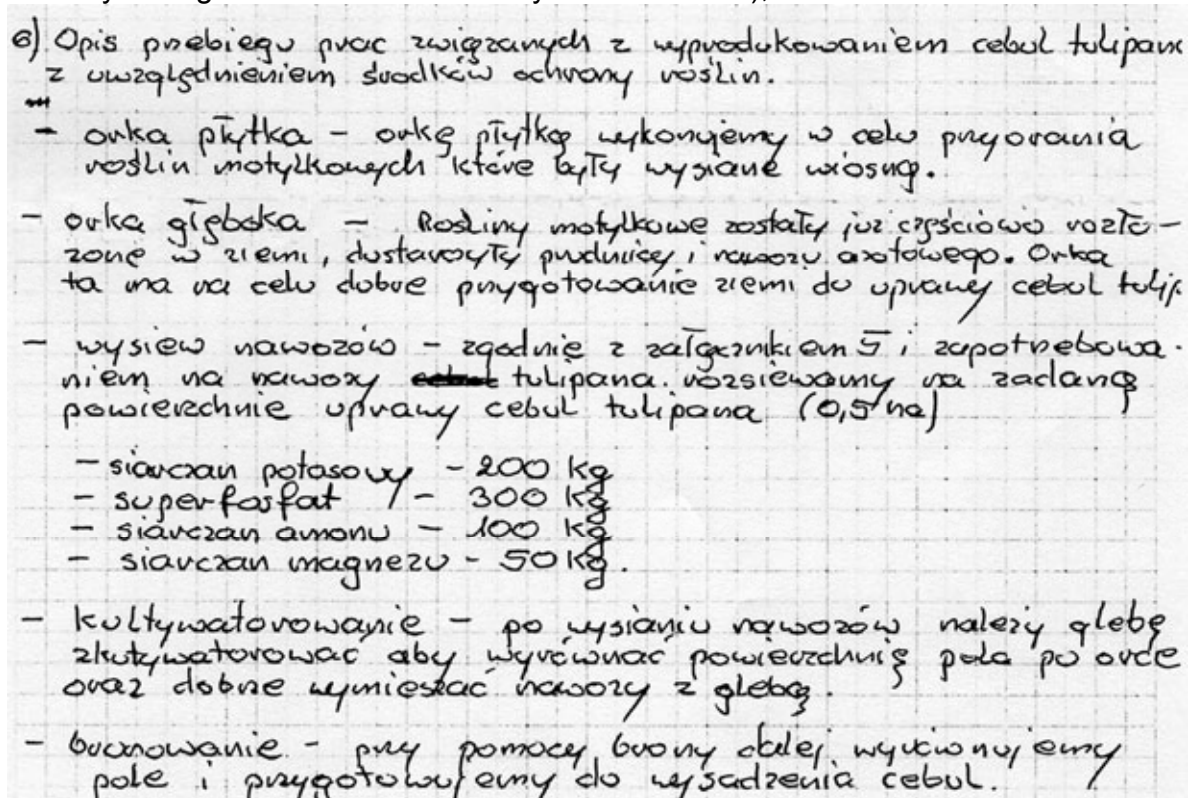 6) Opis przebiegu prac związanych z wyprodukowaniem cebul tulipana
z uwzględnieniem środków ochrony roślin.
- orka płytka - orkę płytką wykonujemy w celu przyorania
roślin motylkowych które były wysiane wiosną.
- orka głęboka - Rośliny motylkowe zostały już częściowo rozło-
żone w ziemi, dostarczyły próchnicy i nawozu azotowego. Orka
ta ma na celu dobre przygotowanie ziemi do uprawy cebul tulip.
- wysiew nawozów - zgodnie z załącznikiem 5 i zapotrzebowa-
niem na nawozy tulipana. rozsiewamy na zadaną
powierzchnie uprawy cebul tulipana (0,5 ha)
- siarczan potasowy - 200 kg
- superfosfat - 300 kg
- siarczan amonu - 100 kg
- siarczan magnezu - 50 kg.
- kultywatorowanie - po wysianiu nawozów należy glebę
zkutywatorować aby wyrównać powierzchnię pola po orce
oraz dobrze wymieszać nawozy z glebą.
- bronowanie - przy pomocy brony dalej wyrównujemy
pole i przygotowujemy do wysadzenia cebul.